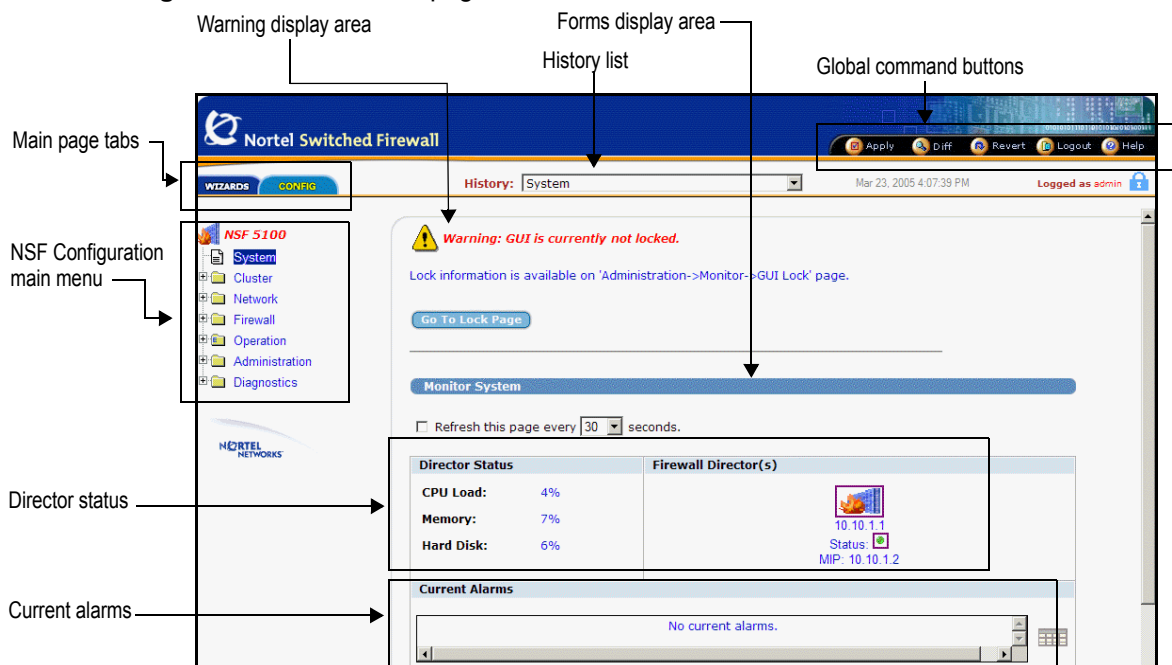 Warning display area
Forms display area
History list
Global command buttons
Main page tabs
Nortel Switched Firewall
Apply Diff Revert Logout Help
WIZARDS CONFIG
History: System
Mar 23, 2005 4:07:39 PM
Logged as admin
NSF Configuration
main menu
NSF 5100
System
Cluster
Network
Firewall
Operation
Administration
Diagnostics
NORTEL
NETWORKS
Warning: GUI is currently not locked.
Lock information is available on 'Administration->Monitor->GUI Lock' page.
Go To Lock Page
Monitor System
Refresh this page every 30 seconds.
Director status
Director Status
Firewall Director(s)
CPU Load: 4%
Memory: 7%
Hard Disk: 6%
10.10.1.1
Status:
MIP: 10.10.1.2
Current alarms
Current Alarms
No current alarms.